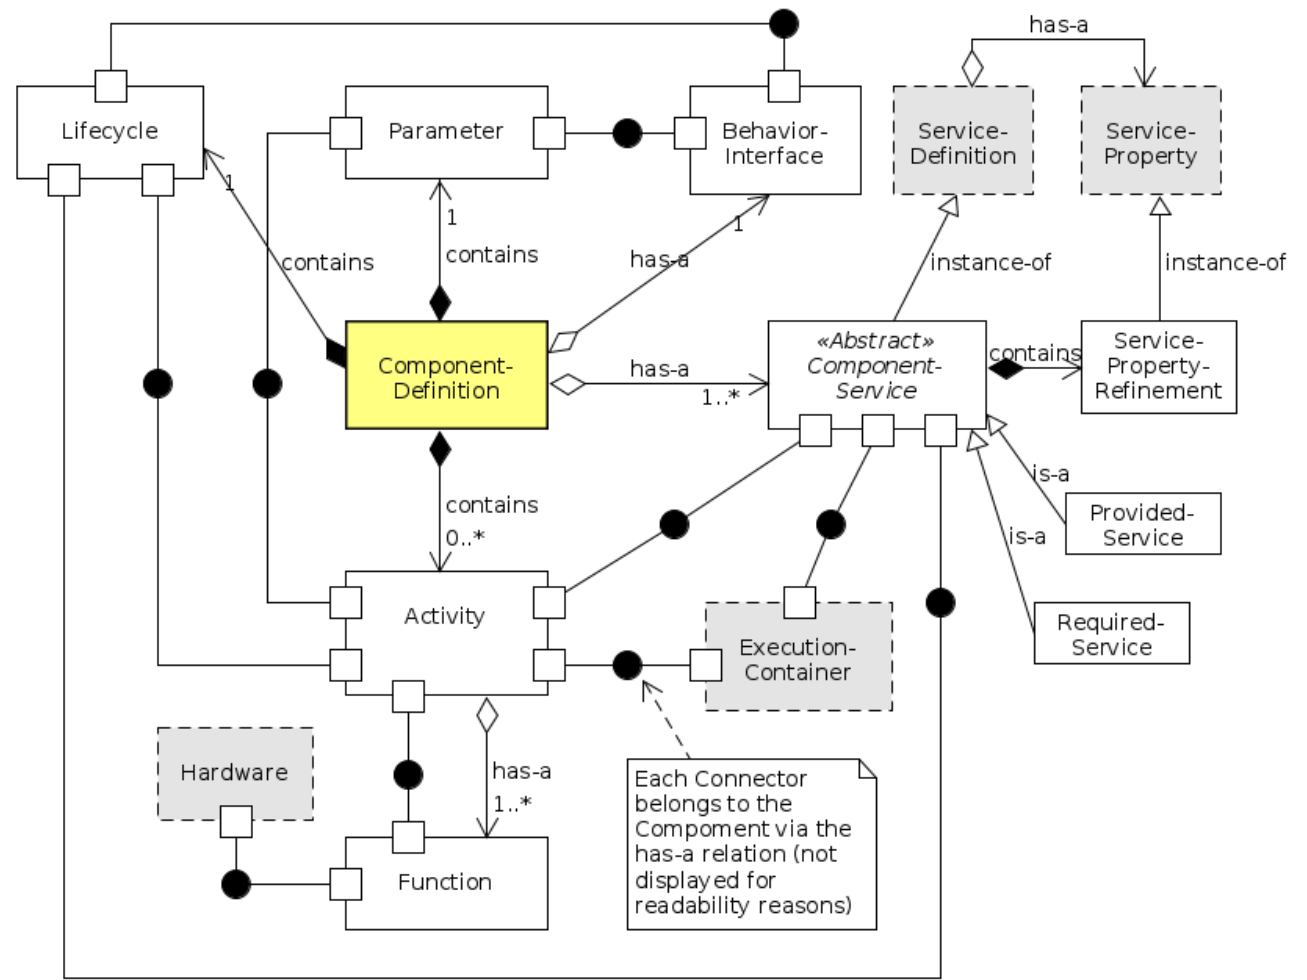 has-a
Lifecycle
Parameter
Behavior-
Interface
Service-
Definition
Service-
Property
1
1
1
contains
contains
has-a
instance-of
instance-of
Component-
Definition
has-a
1..*
«Abstract»
Component-
Service
contains
Service-
Property-
Refinement
is-a
is-a
Provided-
Service
contains
0..*
Activity
Execution-
Container
Required-
Service
Hardware
has-a
1..*
Function
Each Connector
belongs to the
Compoment via the
has-a relation (not
displayed for
readability reasons)